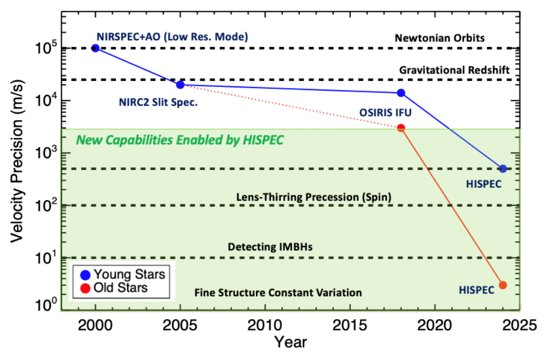 NIRSPEC+AO (Low Res. Mode)
Newtonian Orbits
Gravitational Redshift
NIRC2 Slit Spec.
OSIRIS IFU
New Capabilities Enabled by HISPEC
HISPEC
Lens-Thirring Precession (Spin)
Detecting IMBHs
Young Stars
Old Stars
Fine Structure Constant Variation
HISPEC
Velocity Precision (m/s)
10⁵
10⁴
10³
10²
10¹
10⁰
2000 2005 2010 2015 2020 2025
Year